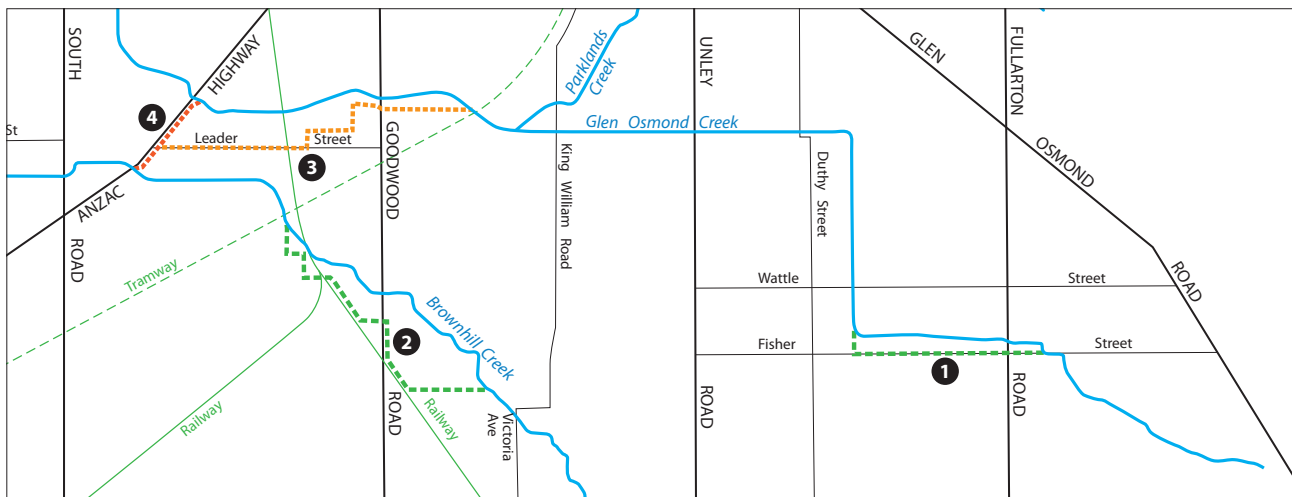 SOUTH
HIGHWAY
Parklands
Creek
UNLEY
GLEN
FULLARTON
4
St
Leader
Street
GOODWOOD
Glen Osmond Creek
OSMOND
3
King William Road
Duthy Street
ANZAC
ROAD
Tramway
Wattle
Street
ROAD
Brownhill Creek
2
Fisher
Street
1
Railway
ROAD
Railway
Victoria
Ave
ROAD
ROAD